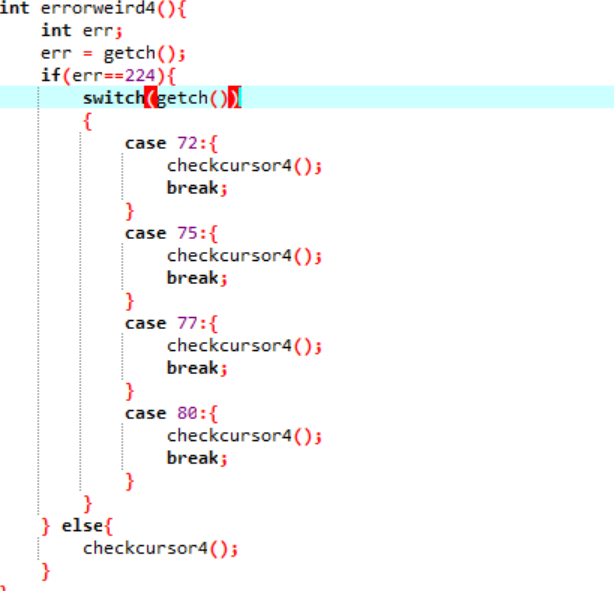 int errorweird4(){
    int err;
    err = getch();
    if(err==224){
        switch(getch())
        {
            case 72:{
                checkcursor4();
                break;
            }
            case 75:{
                checkcursor4();
                break;
            }
            case 77:{
                checkcursor4();
                break;
            }
            case 80:{
                checkcursor4();
                break;
            }
        }
    } else{
        checkcursor4();
    }
}